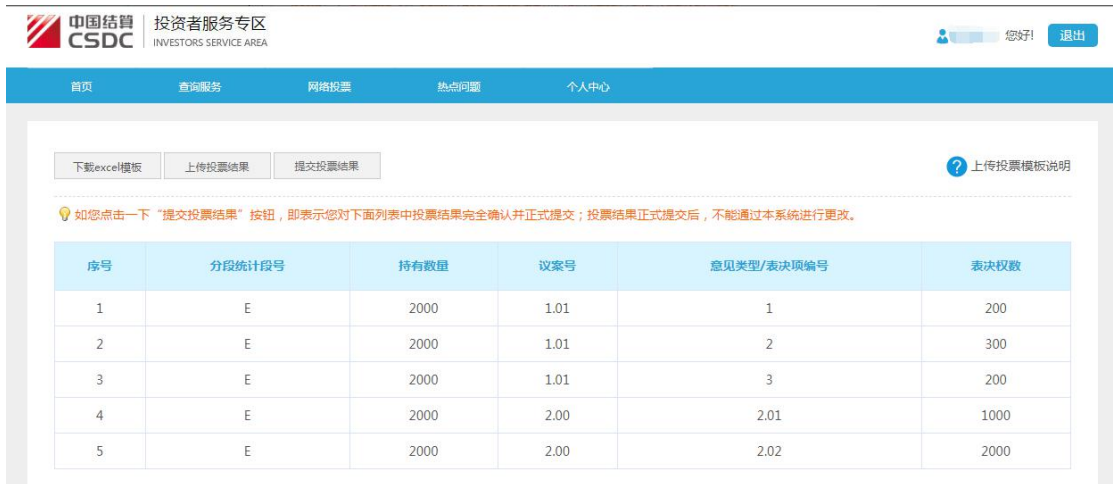 中国结算 投资者服务专区
CSDC INVESTORS SERVICE AREA
您好! 退出
首页 查询服务 网络投票 热点问题 个人中心
下载excel模板 上传投票结果 提交投票结果 ? 上传投票模板说明
如您点击一下“提交投票结果”按钮，即表示您对下面列表中投票结果完全确认并正式提交；投票结果正式提交后，不能通过本系统进行更改。
序号 分段统计段号 持有数量 议案号 意见类型/表决项编号 表决权数
1 E 2000 1.01 1 200
2 E 2000 1.01 2 300
3 E 2000 1.01 3 200
4 E 2000 2.00 2.01 1000
5 E 2000 2.00 2.02 2000